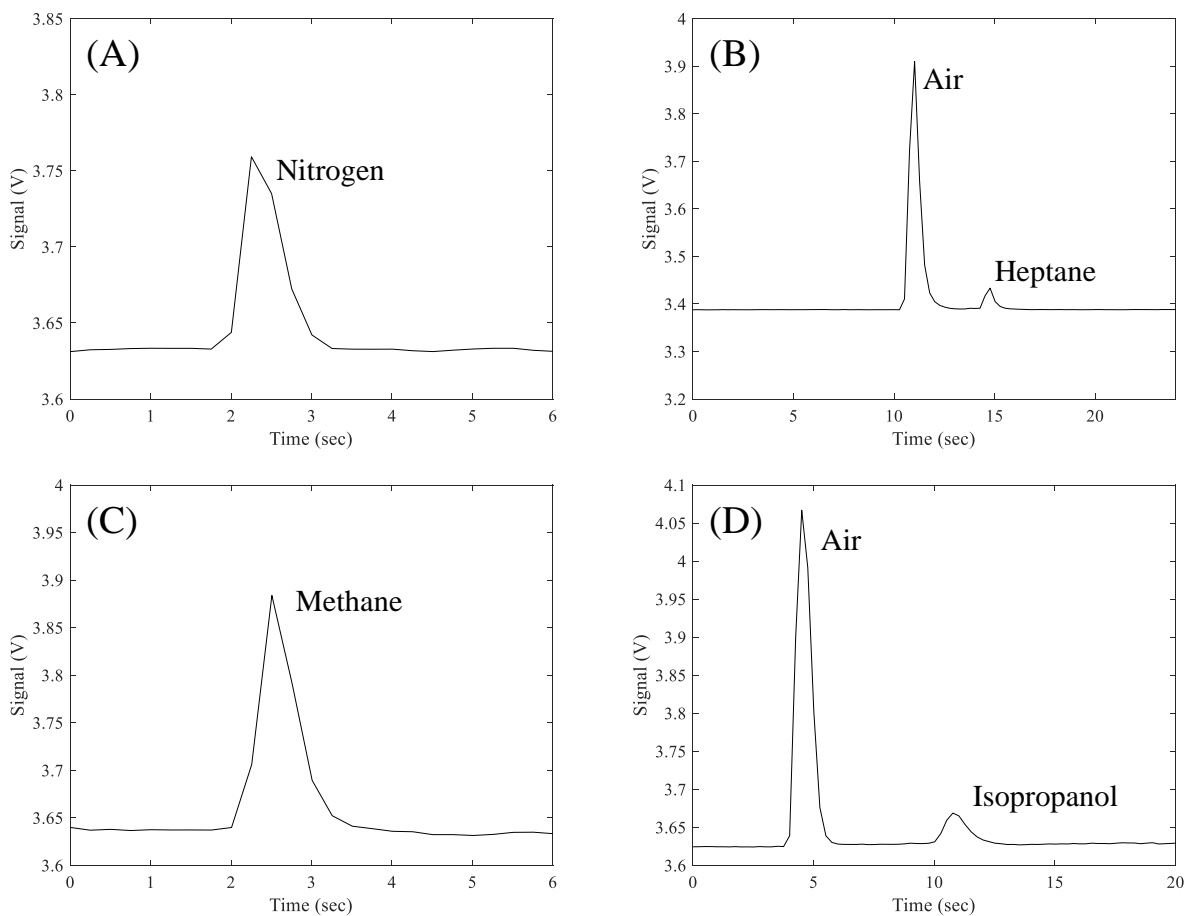 (A)
Nitrogen
Signal (V)
3.85
3.8
3.75
3.7
3.65
3.6
0 1 2 3 4 5 6
Time (sec)
(B)
Air
Heptane
Signal (V)
4
3.9
3.8
3.7
3.6
3.5
3.4
3.3
3.2
0 5 10 15 20
Time (sec)
(C)
Methane
Signal (V)
4
3.95
3.9
3.85
3.8
3.75
3.7
3.65
3.6
0 1 2 3 4 5 6
Time (sec)
(D)
Air
Isopropanol
Signal (V)
4.1
4.05
4
3.95
3.9
3.85
3.8
3.75
3.7
3.65
3.6
0 5 10 15 20
Time (sec)